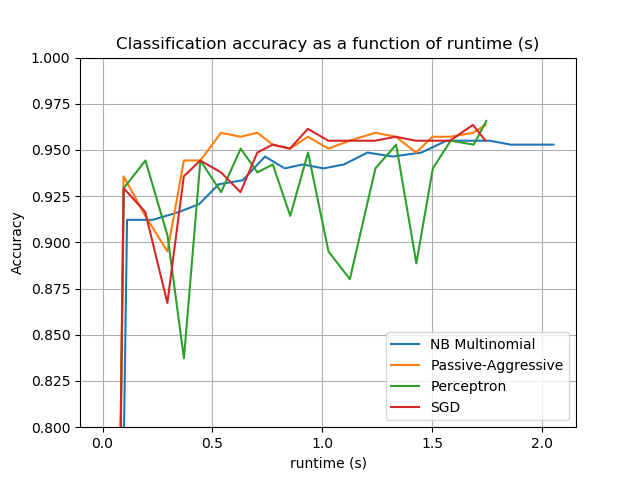 Classification accuracy as a function of runtime (s)
1.000
0.975
0.950
0.925
0.900
0.875
0.850
0.825
0.800
Accuracy
NB Multinomial
Passive-Aggressive
Perceptron
SGD
0.0 0.5 1.0 1.5 2.0
runtime (s)